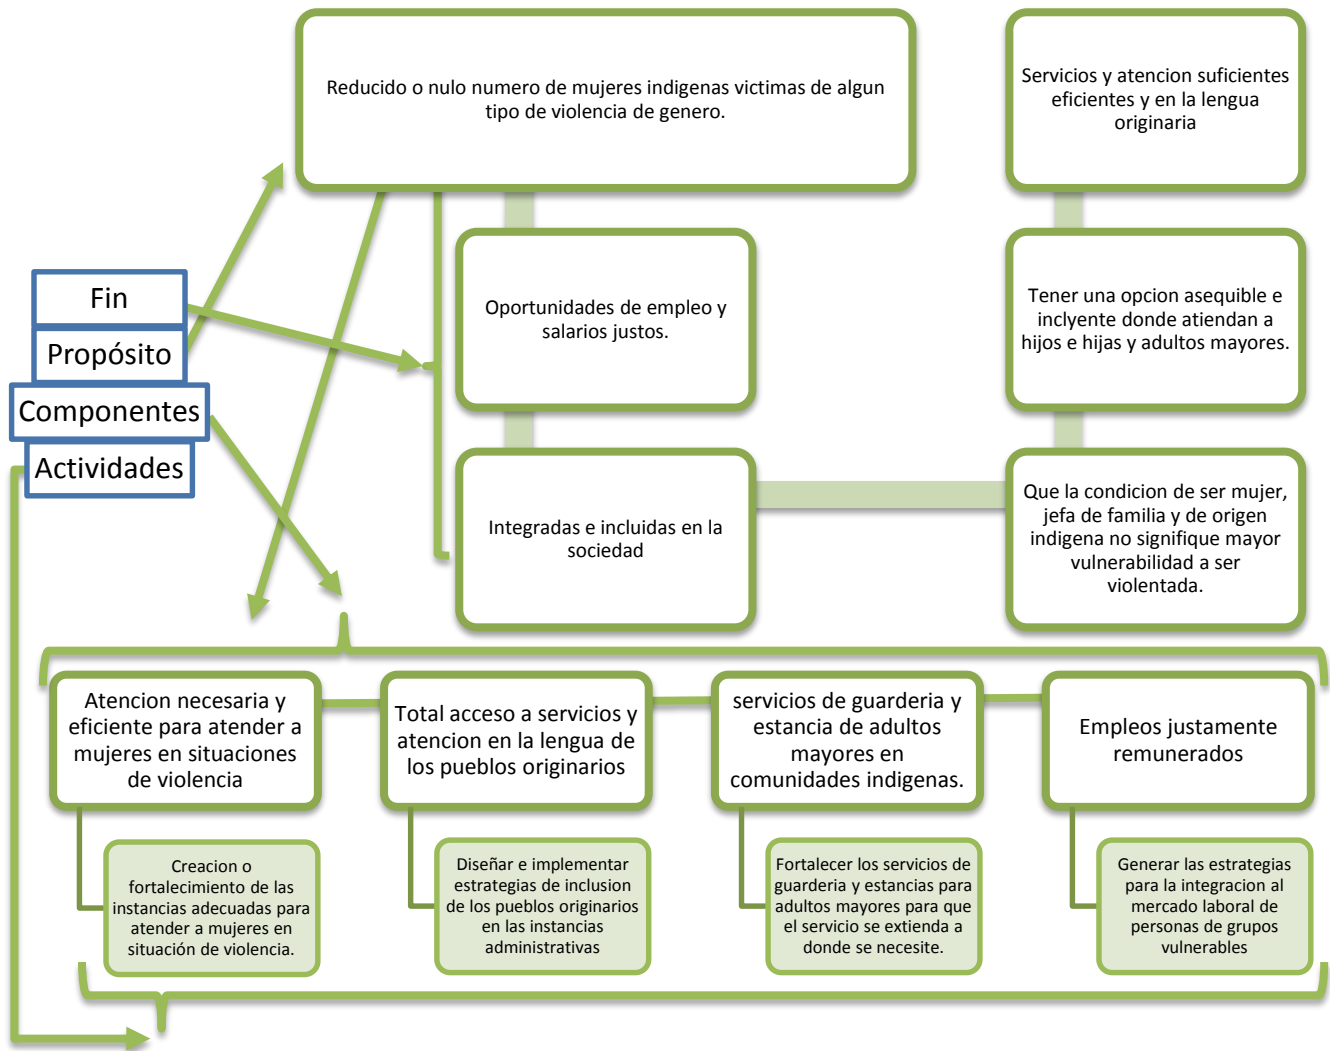 Reducido o nulo numero de mujeres indigenas victimas de algun
tipo de violencia de genero.
Servicios y atencion suficientes
eficientes y en la lengua
originaria
Fin
Propósito
Componentes
Actividades
Oportunidades de empleo y
salarios justos.
Tener una opcion asequible e
inclyente donde atiendan a
hijos e hijas y adultos mayores.
Integradas e incluidas en la
sociedad
Que la condicion de ser mujer,
jefa de familia y de origen
indigena no signifique mayor
vulnerabilidad a ser
violentada.
Atencion necesaria y
eficiente para atender a
mujeres en situaciones
de violencia
Total acceso a servicios y
atencion en la lengua de
los pueblos originarios
servicios de guarderia y
estancia de adultos
mayores en
comunidades indigenas.
Empleos justamente
remunerados
Creacion o
fortalecimiento de las
instancias adecuadas para
atender a mujeres en
situación de violencia.
Diseñar e implementar
estrategias de inclusion
de los pueblos originarios
en las instancias
administrativas
Fortalecer los servicios de
guarderia y estancias para
adultos mayores para que
el servicio se extienda a
donde se necesite.
Generar las estrategias
para la integracion al
mercado laboral de
personas de grupos
vulnerables